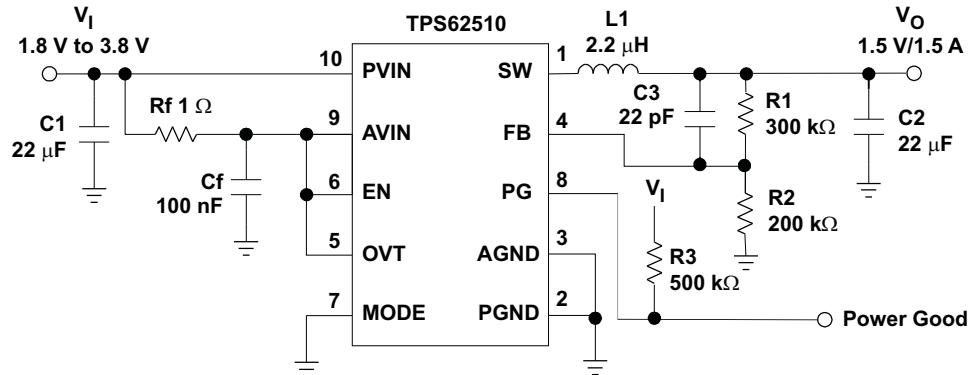 TPS62510
V_I
1.8 V to 3.8 V
C1
22 μF
Rf 1 Ω
Cf
100 nF
10
PVIN
9
AVIN
6
EN
5
OVT
7
MODE
SW
1
FB
4
PG
8
AGND
3
PGND
2
L1
2.2 μH
C3
22 pF
R1
300 kΩ
R2
200 kΩ
V_I
R3
500 kΩ
V_O
1.5 V/1.5 A
C2
22 μF
Power Good